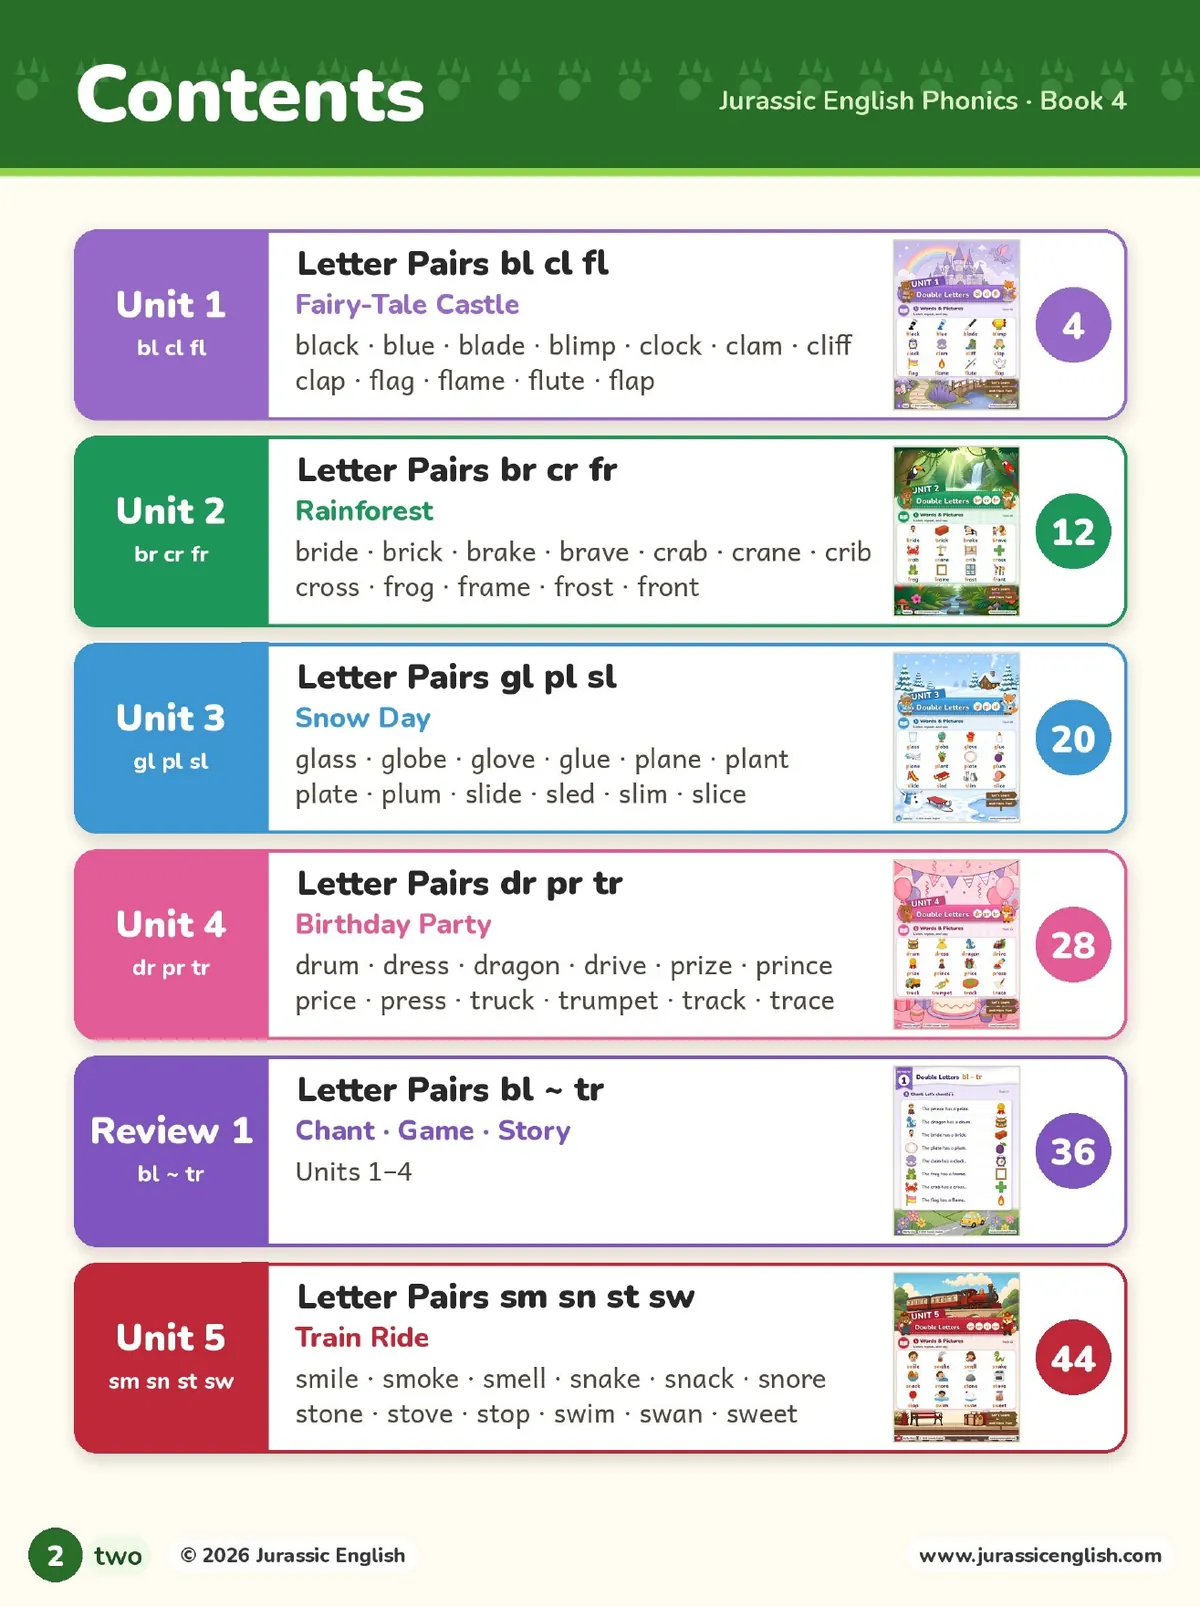 Contents
Jurassic English Phonics · Book 4
Unit 1
bl cl fl
Letter Pairs bl cl fl
Fairy-Tale Castle
black · blue · blade · blimp · clock · clam · cliff
clap · flag · flame · flute · flap
4
Unit 2
br cr fr
Letter Pairs br cr fr
Rainforest
bride · brick · brake · brave · crab · crane · crib
cross · frog · frame · frost · front
12
Unit 3
gl pl sl
Letter Pairs gl pl sl
Snow Day
glass · globe · glove · glue · plane · plant
plate · plum · slide · sled · slim · slice
20
Unit 4
dr pr tr
Letter Pairs dr pr tr
Birthday Party
drum · dress · dragon · drive · prize · prince
price · press · truck · trumpet · track · trace
28
Review 1
bl ~ tr
Letter Pairs bl ~ tr
Chant · Game · Story
Units 1–4
36
Unit 5
sm sn st sw
Letter Pairs sm sn st sw
Train Ride
smile · smoke · smell · snake · snack · snore
stone · stove · stop · swim · swan · sweet
44
2 two
© 2026 Jurassic English
www.jurassicenglish.com